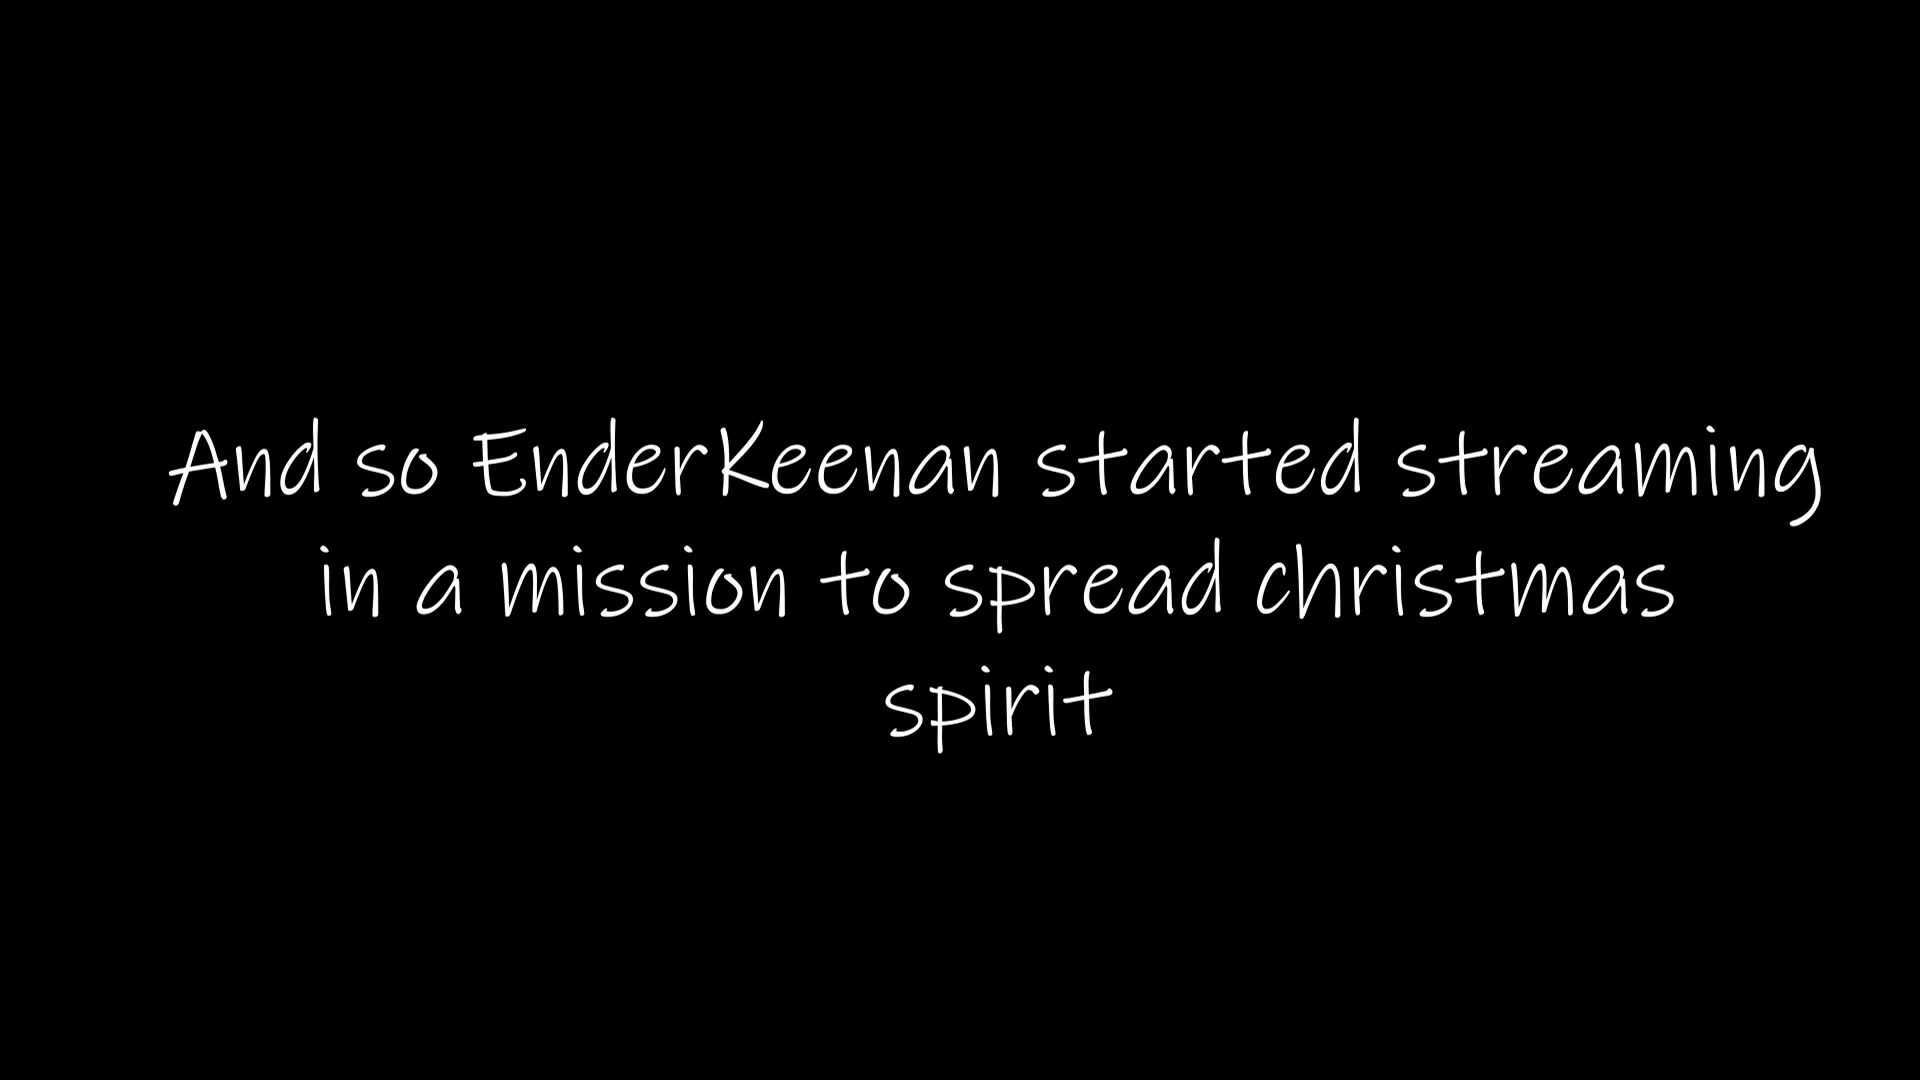 And so EnderKeenan started streaming
in a mission to spread christmas
spirit